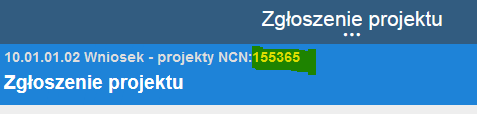 Zgłoszenie projektu
10.01.01.02 Wniosek - projekty NCN:155365
Zgłoszenie projektu